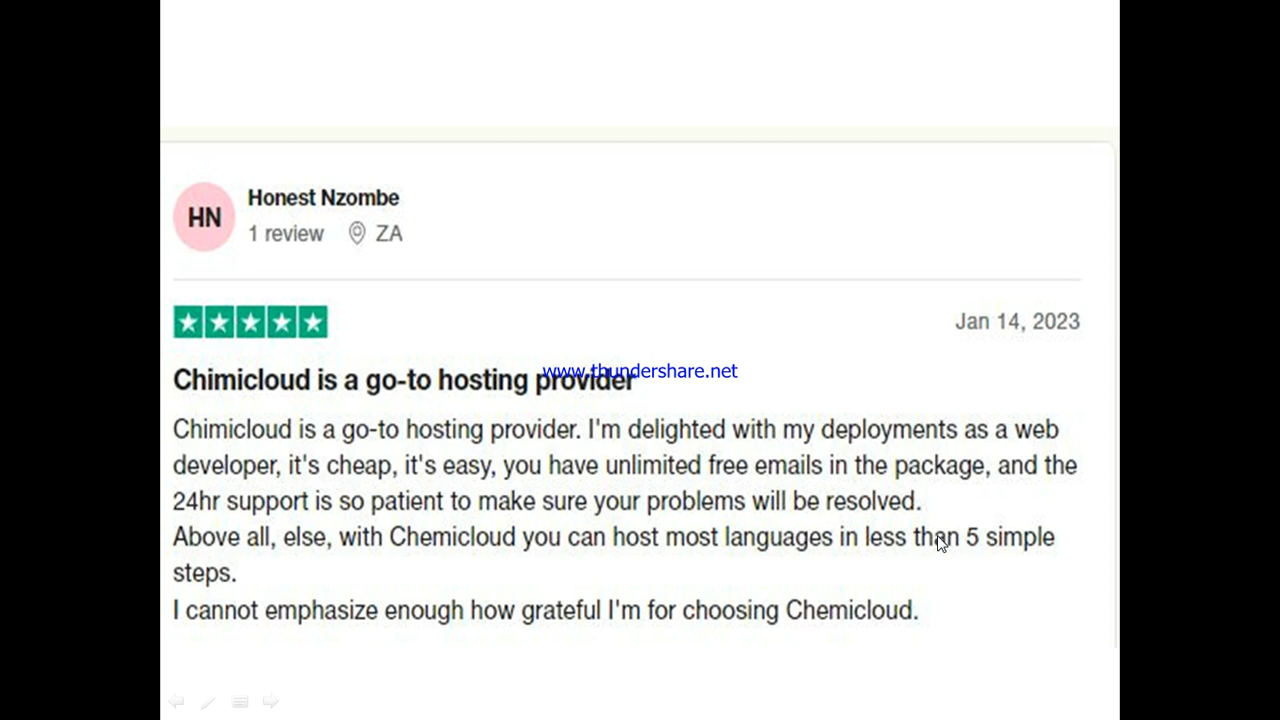 HN
Honest Nzombe
1 review ZA
Jan 14, 2023
www.thundershare.net
Chimicloud is a go-to hosting provider
Chimicloud is a go-to hosting provider. I'm delighted with my deployments as a web
developer, it's cheap, it's easy, you have unlimited free emails in the package, and the
24hr support is so patient to make sure your problems will be resolved.
Above all, else, with Chemicloud you can host most languages in less than 5 simple
steps.
I cannot emphasize enough how grateful I'm for choosing Chemicloud.